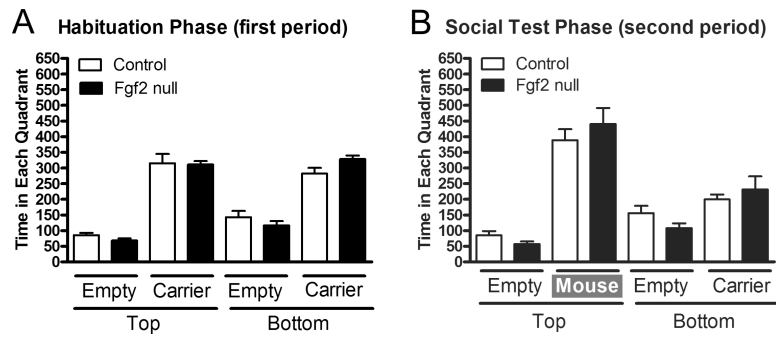 A Habituation Phase (first period)
Time in Each Quadrant
650
600
550
500
450
400
350
300
250
200
150
100
50
0
Control
Fgf2 null
Empty Carrier Empty Carrier
Top Bottom
B Social Test Phase (second period)
Time in Each Quadrant
650
600
550
500
450
400
350
300
250
200
150
100
50
0
Control
Fgf2 null
Empty Mouse Empty Carrier
Top Bottom